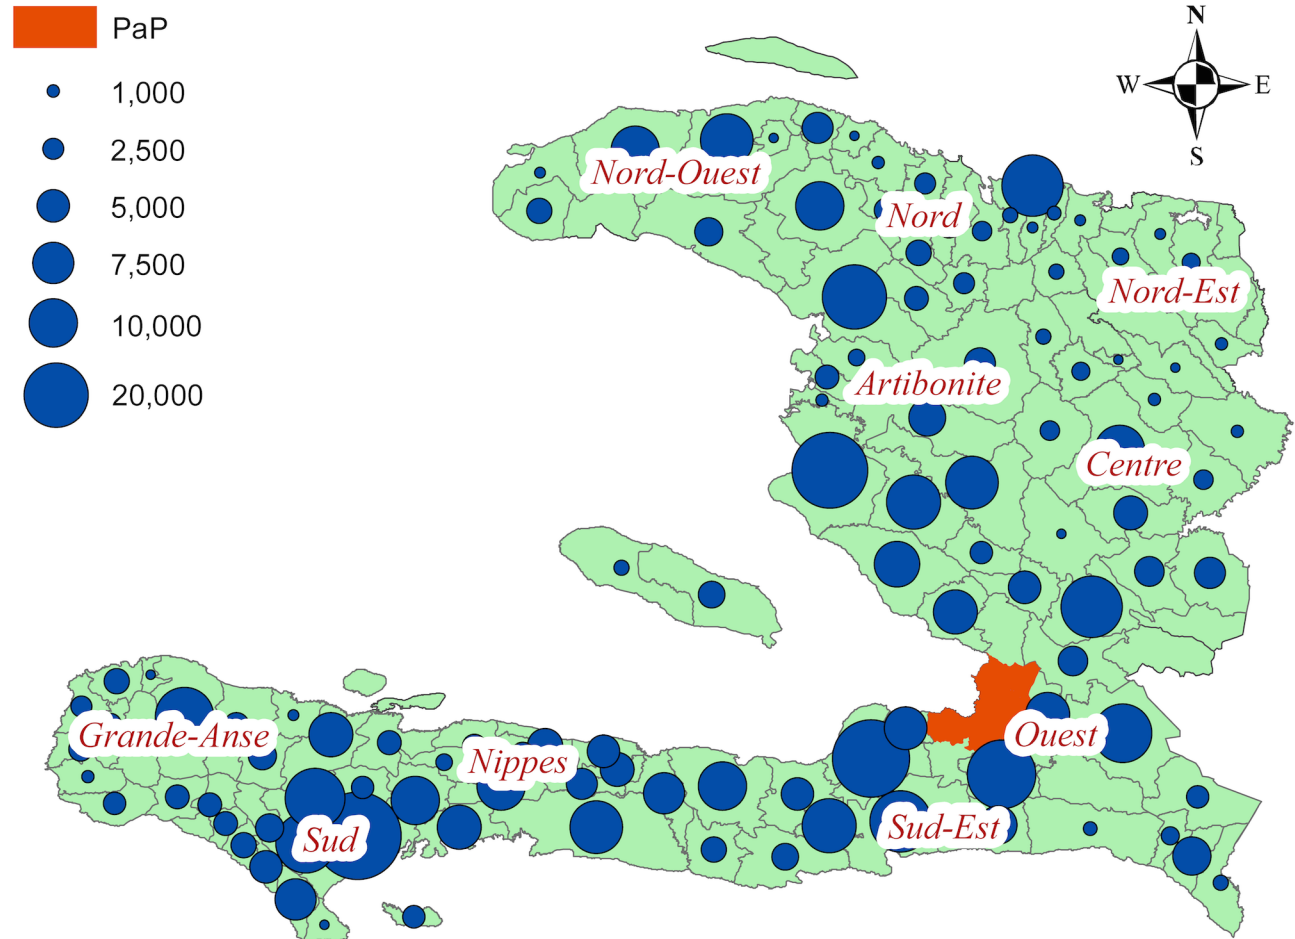 PaP
1,000
2,500
5,000
7,500
10,000
20,000
N
W
E
S
Nord-Ouest
Nord
Nord-Est
Artibonite
Centre
Grande-Anse
Nippes
Ouest
Sud
Sud-Est